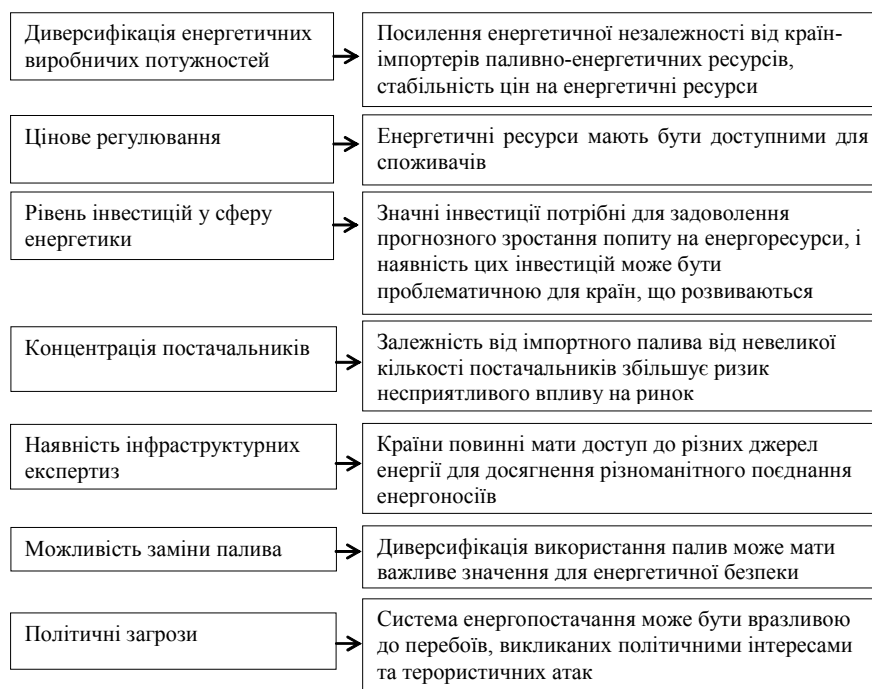 Диверсифікація енергетичних
виробничих потужностей
Посилення енергетичної незалежності від країн-
імпортерів паливно-енергетичних ресурсів,
стабільність цін на енергетичні ресурси
Цінове регулювання
Енергетичні ресурси мають бути доступними для
споживачів
Рівень інвестицій у сферу
енергетики
Значні інвестиції потрібні для задоволення
прогнозного зростання попиту на енергоресурси, і
наявність цих інвестицій може бути
проблематичною для країн, що розвиваються
Концентрація постачальників
Залежність від імпортного палива від невеликої
кількості постачальників збільшує ризик
несприятливого впливу на ринок
Наявність інфраструктурних
експертиз
Країни повинні мати доступ до різних джерел
енергії для досягнення різноманітного поєднання
енергоносіїв
Можливість заміни палива
Диверсифікація використання палив може мати
важливе значення для енергетичної безпеки
Політичні загрози
Система енергопостачання може бути вразливою
до перебоїв, викликаних політичними інтересами
та терористичних атак